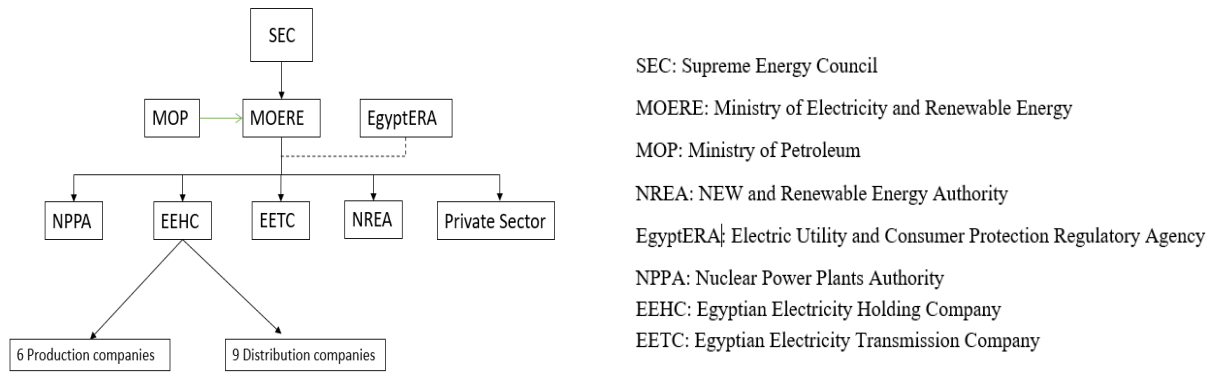 SEC
MOP
MOERE
EgyptERA
NPPA
EEHC
EETC
NREA
Private Sector
6 Production companies
9 Distribution companies
SEC: Supreme Energy Council
MOERE: Ministry of Electricity and Renewable Energy
MOP: Ministry of Petroleum
NREA: NEW and Renewable Energy Authority
EgyptERA: Electric Utility and Consumer Protection Regulatory Agency
NPPA: Nuclear Power Plants Authority
EEHC: Egyptian Electricity Holding Company
EETC: Egyptian Electricity Transmission Company